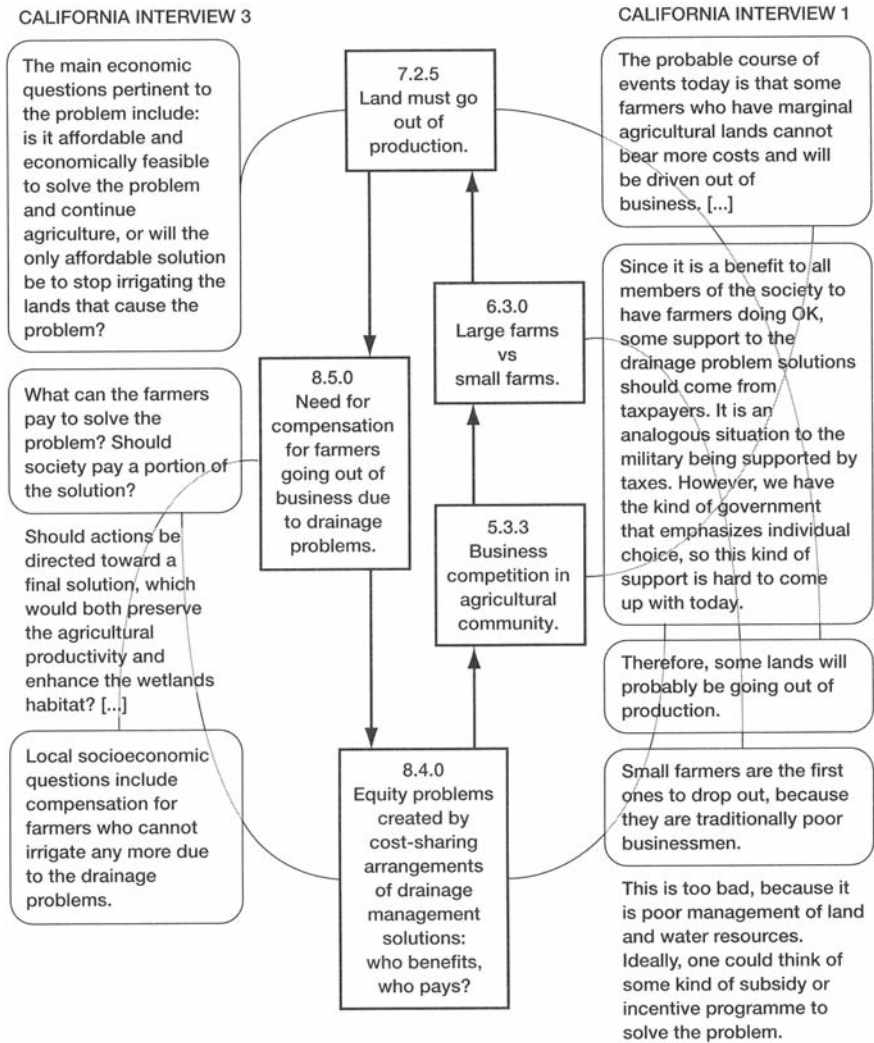 CALIFORNIA INTERVIEW 3
The main economic
questions pertinent to
the problem include:
is it affordable and
economically feasible
to solve the problem
and continue
agriculture, or will the
only affordable solution
be to stop irrigating the
lands that cause the
problem?
What can the farmers
pay to solve the
problem? Should
society pay a portion of
the solution?
Should actions be
directed toward a
final solution, which
would both preserve
the agricultural
productivity and
enhance the wetlands
habitat? [...]
Local socioeconomic
questions include
compensation for
farmers who cannot
irrigate any more due
to the drainage
problems.
7.2.5
Land must go
out of
production.
6.3.0
Large farms
vs
small farms.
8.5.0
Need for
compensation
for farmers
going out of
business due
to drainage
problems.
5.3.3
Business
competition in
agricultural
community.
8.4.0
Equity problems
created by
cost-sharing
arrangements
of drainage
management
solutions:
who benefits,
who pays?
CALIFORNIA INTERVIEW 1
The probable course of
events today is that some
farmers who have marginal
agricultural lands cannot
bear more costs and will
be driven out of
business. [...]
Since it is a benefit to all
members of the society to
have farmers doing OK,
some support to the
drainage problem solutions
should come from
taxpayers. It is an
analogous situation to the
military being supported by
taxes. However, we have
the kind of government
that emphasizes individual
choice, so this kind of
support is hard to come
up with today.
Therefore, some lands will
probably be going out of
production.
Small farmers are the first
ones to drop out, because
they are traditionally poor
businessmen.
This is too bad, because it
is poor management of land
and water resources.
Ideally, one could think of
some kind of subsidy or
incentive programme to
solve the problem.